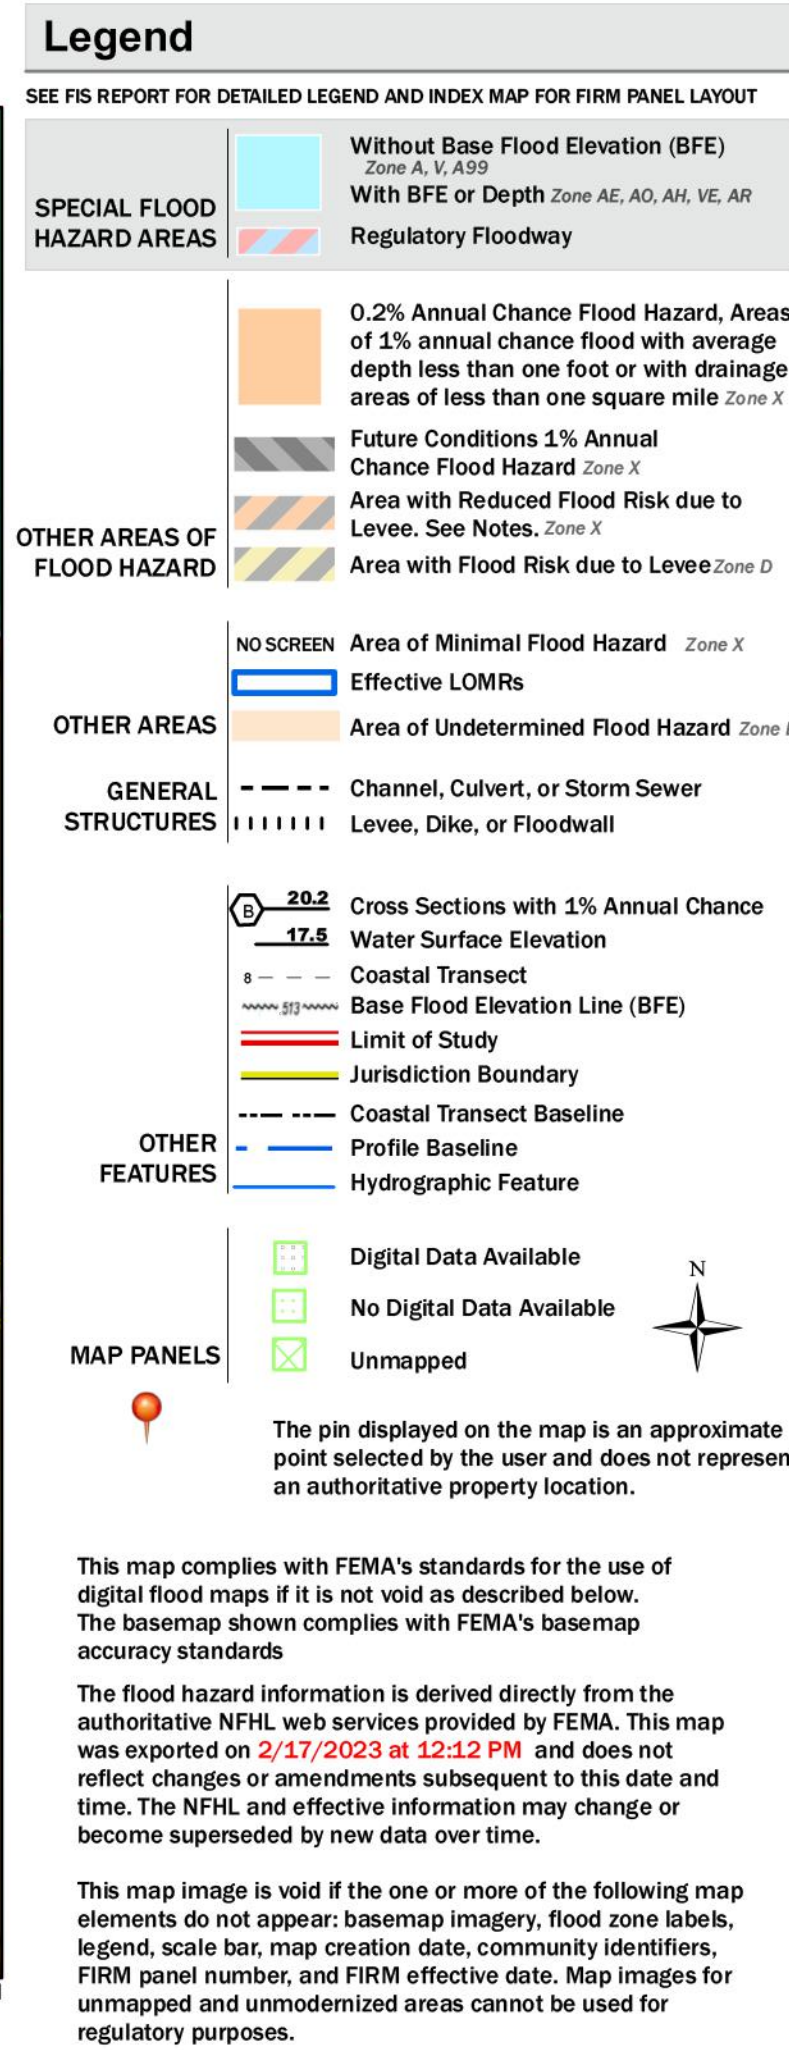 Legend
SEE FIS REPORT FOR DETAILED LEGEND AND INDEX MAP FOR FIRM PANEL LAYOUT
SPECIAL FLOOD
HAZARD AREAS
Without Base Flood Elevation (BFE)
Zone A, V, A99
With BFE or Depth Zone AE, AO, AH, VE, AR
Regulatory Floodway
OTHER AREAS OF
FLOOD HAZARD
0.2% Annual Chance Flood Hazard, Areas
of 1% annual chance flood with average
depth less than one foot or with drainage
areas of less than one square mile Zone X
Future Conditions 1% Annual
Chance Flood Hazard Zone X
Area with Reduced Flood Risk due to
Levee. See Notes. Zone X
Area with Flood Risk due to Levee Zone D
OTHER AREAS
NO SCREEN Area of Minimal Flood Hazard Zone X
Effective LOMRs
Area of Undetermined Flood Hazard Zone
GENERAL
STRUCTURES
Channel, Culvert, or Storm Sewer
Levee, Dike, or Floodwall
OTHER
FEATURES
B 20.2 Cross Sections with 1% Annual Chance
17.5 Water Surface Elevation
8 Coastal Transect
513 Base Flood Elevation Line (BFE)
Limit of Study
Jurisdiction Boundary
Coastal Transect Baseline
Profile Baseline
Hydrographic Feature
MAP PANELS
Digital Data Available
No Digital Data Available
Unmapped
N
The pin displayed on the map is an approximate
point selected by the user and does not represen
an authoritative property location.
This map complies with FEMA's standards for the use of
digital flood maps if it is not void as described below.
The basemap shown complies with FEMA's basemap
accuracy standards
The flood hazard information is derived directly from the
authoritative NFHL web services provided by FEMA. This map
was exported on 2/17/2023 at 12:12 PM and does not
reflect changes or amendments subsequent to this date and
time. The NFHL and effective information may change or
become superseded by new data over time.
This map image is void if the one or more of the following map
elements do not appear: basemap imagery, flood zone labels,
legend, scale bar, map creation date, community identifiers,
FIRM panel number, and FIRM effective date. Map images for
unmapped and unmodernized areas cannot be used for
regulatory purposes.